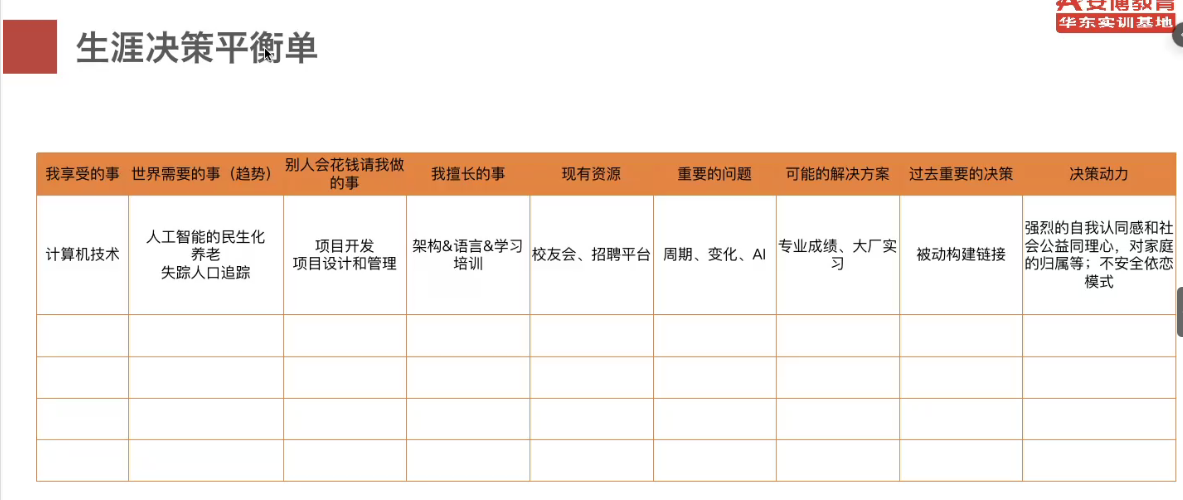 安博教育
华东实训基地
生涯决策平衡单
我享受的事
世界需要的事（趋势）
别人会花钱请我做
的事
我擅长的事
现有资源
重要的问题
可能的解决方案
过去重要的决策
决策动力
计算机技术
人工智能的民生化
养老
失踪人口追踪
项目开发
项目设计和管理
架构&语言&学习
培训
校友会、招聘平台
周期、变化、AI
专业成绩、大厂实
习
被动构建链接
强烈的自我认同感和社
会公益同理心，对家庭
的归属等；不安全依恋
模式